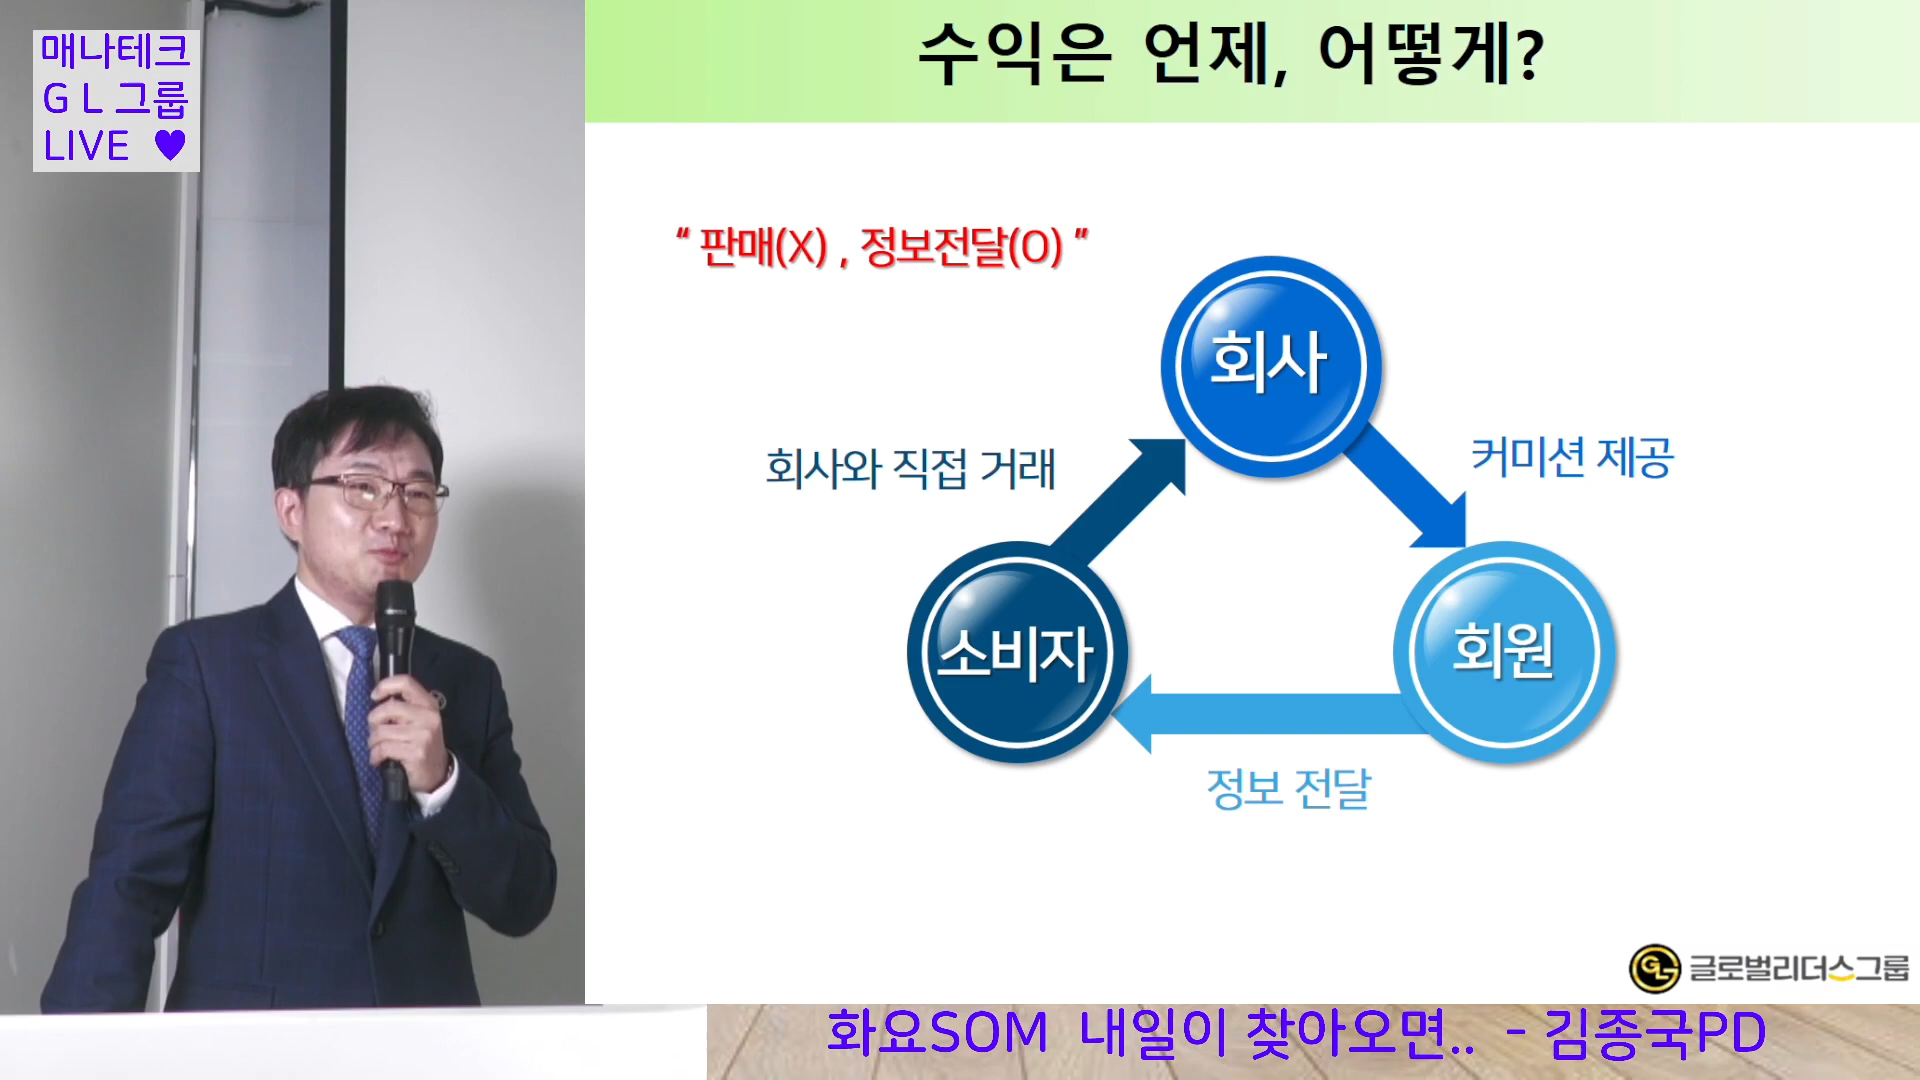 매나테크
G L 그룹
LIVE ♥
수익은 언제, 어떻게?
“ 판매(X) , 정보전달(O) ”
회사
회사와 직접 거래
커미션 제공
소비자
회원
정보 전달
GLG 글로벌리더스그룹
화요SOM 내일이 찾아오면.. - 김종국PD